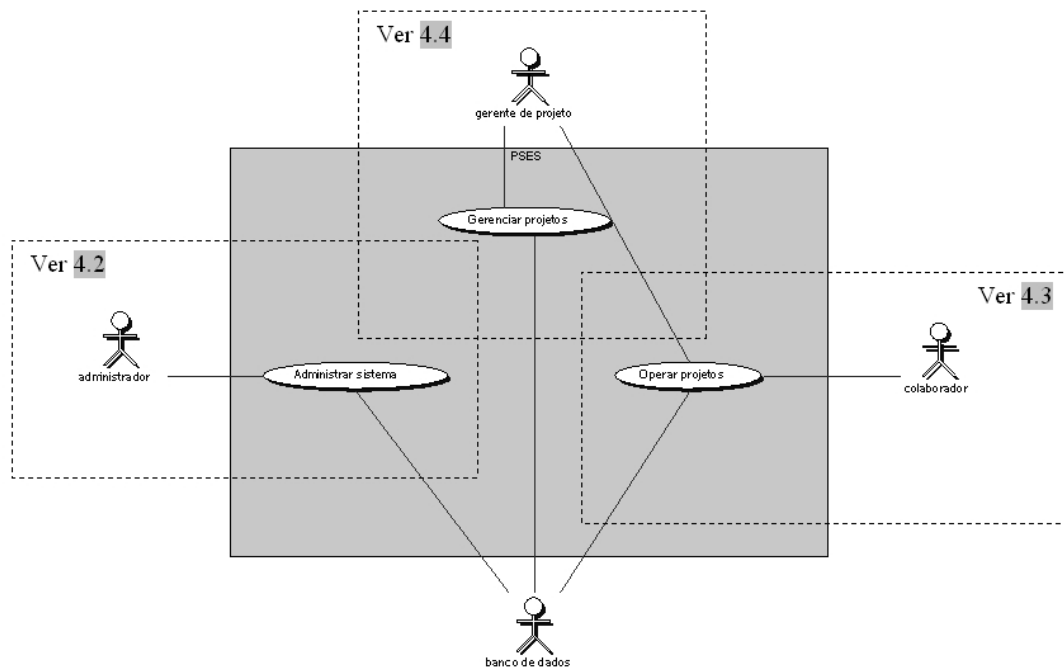 Ver 4.4
gerente de projeto
PSES
Gerenciar projetos
Ver 4.2
Ver 4.3
administrador
Administrar sistema
Operar projetos
colaborador
banco de dados